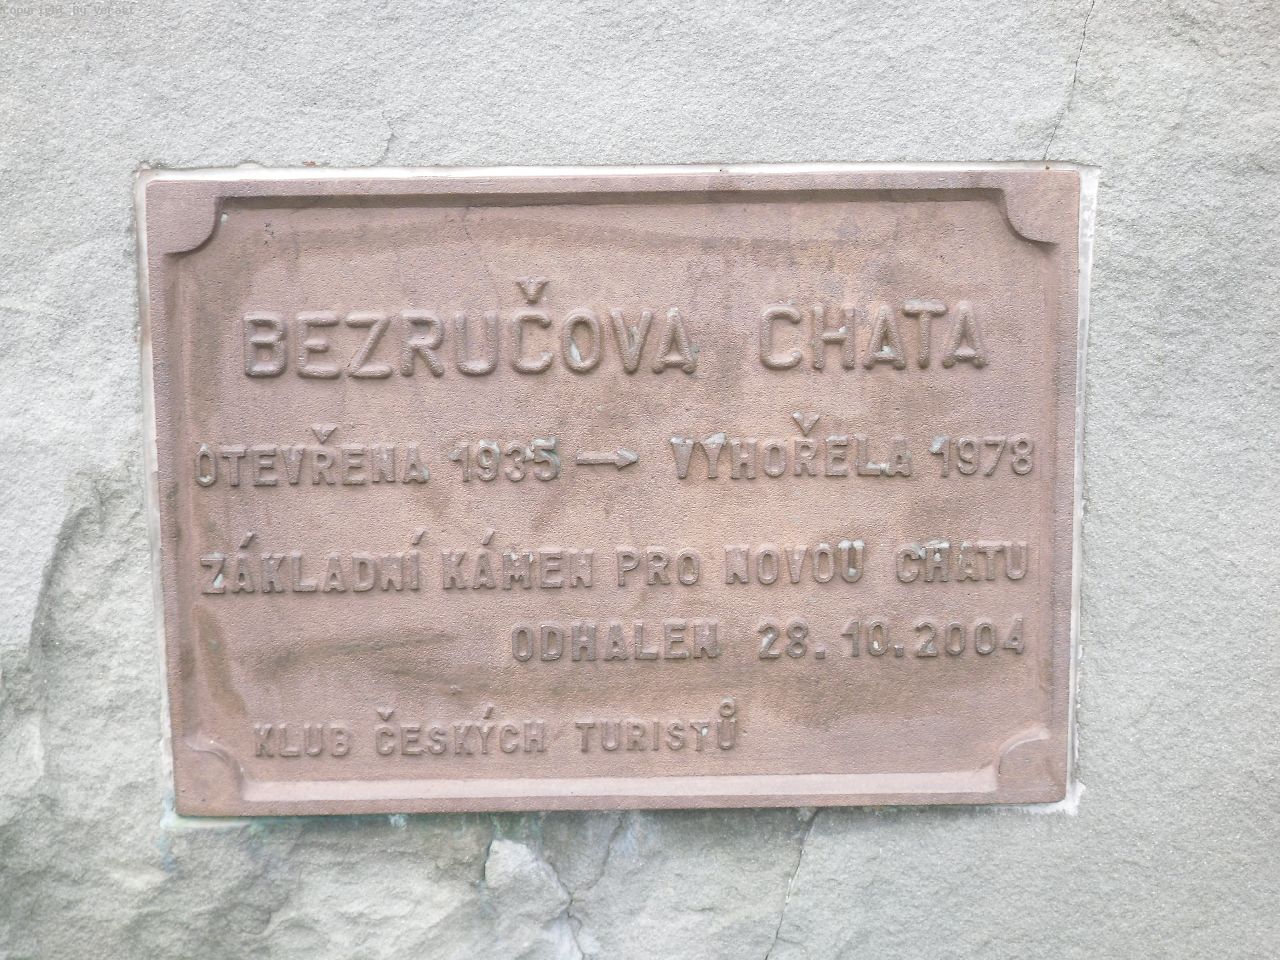 BEZRUČOVA CHATA
OTEVŘENA 1935 → VYHOŘELA 1978
ZÁKLADNÍ KÁMEN PRO NOVOU CHATU
ODHALEN 28.10.2004
KLUB ČESKÝCH TURISTŮ